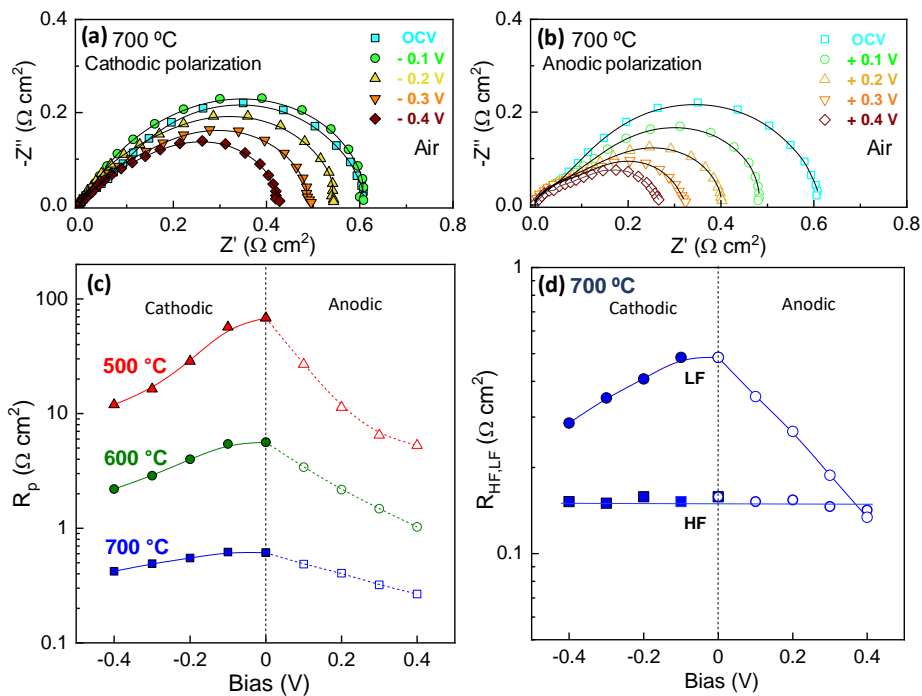 (a) 700 ºC
Cathodic polarization
OCV
- 0.1 V
- 0.2 V
- 0.3 V
- 0.4 V
Air
0.2
0.0
-Z'' (Ω cm²)
0.0 0.2 0.4 0.6 0.8
Z' (Ω cm²)
(b) 700 ºC
Anodic polarization
OCV
+ 0.1 V
+ 0.2 V
+ 0.3 V
+ 0.4 V
Air
0.2
0.0
-Z'' (Ω cm²)
0.0 0.2 0.4 0.6 0.8
Z' (Ω cm²)
(c)
Cathodic
Anodic
500 °C
600 °C
700 °C
100
10
1
0.1
Rₚ (Ω cm²)
-0.4 -0.2 0 0.2 0.4
Bias (V)
(d) 700 ºC
Cathodic
Anodic
LF
HF
1
0.1
R_HF,LF (Ω cm²)
-0.4 -0.2 0 0.2 0.4
Bias (V)